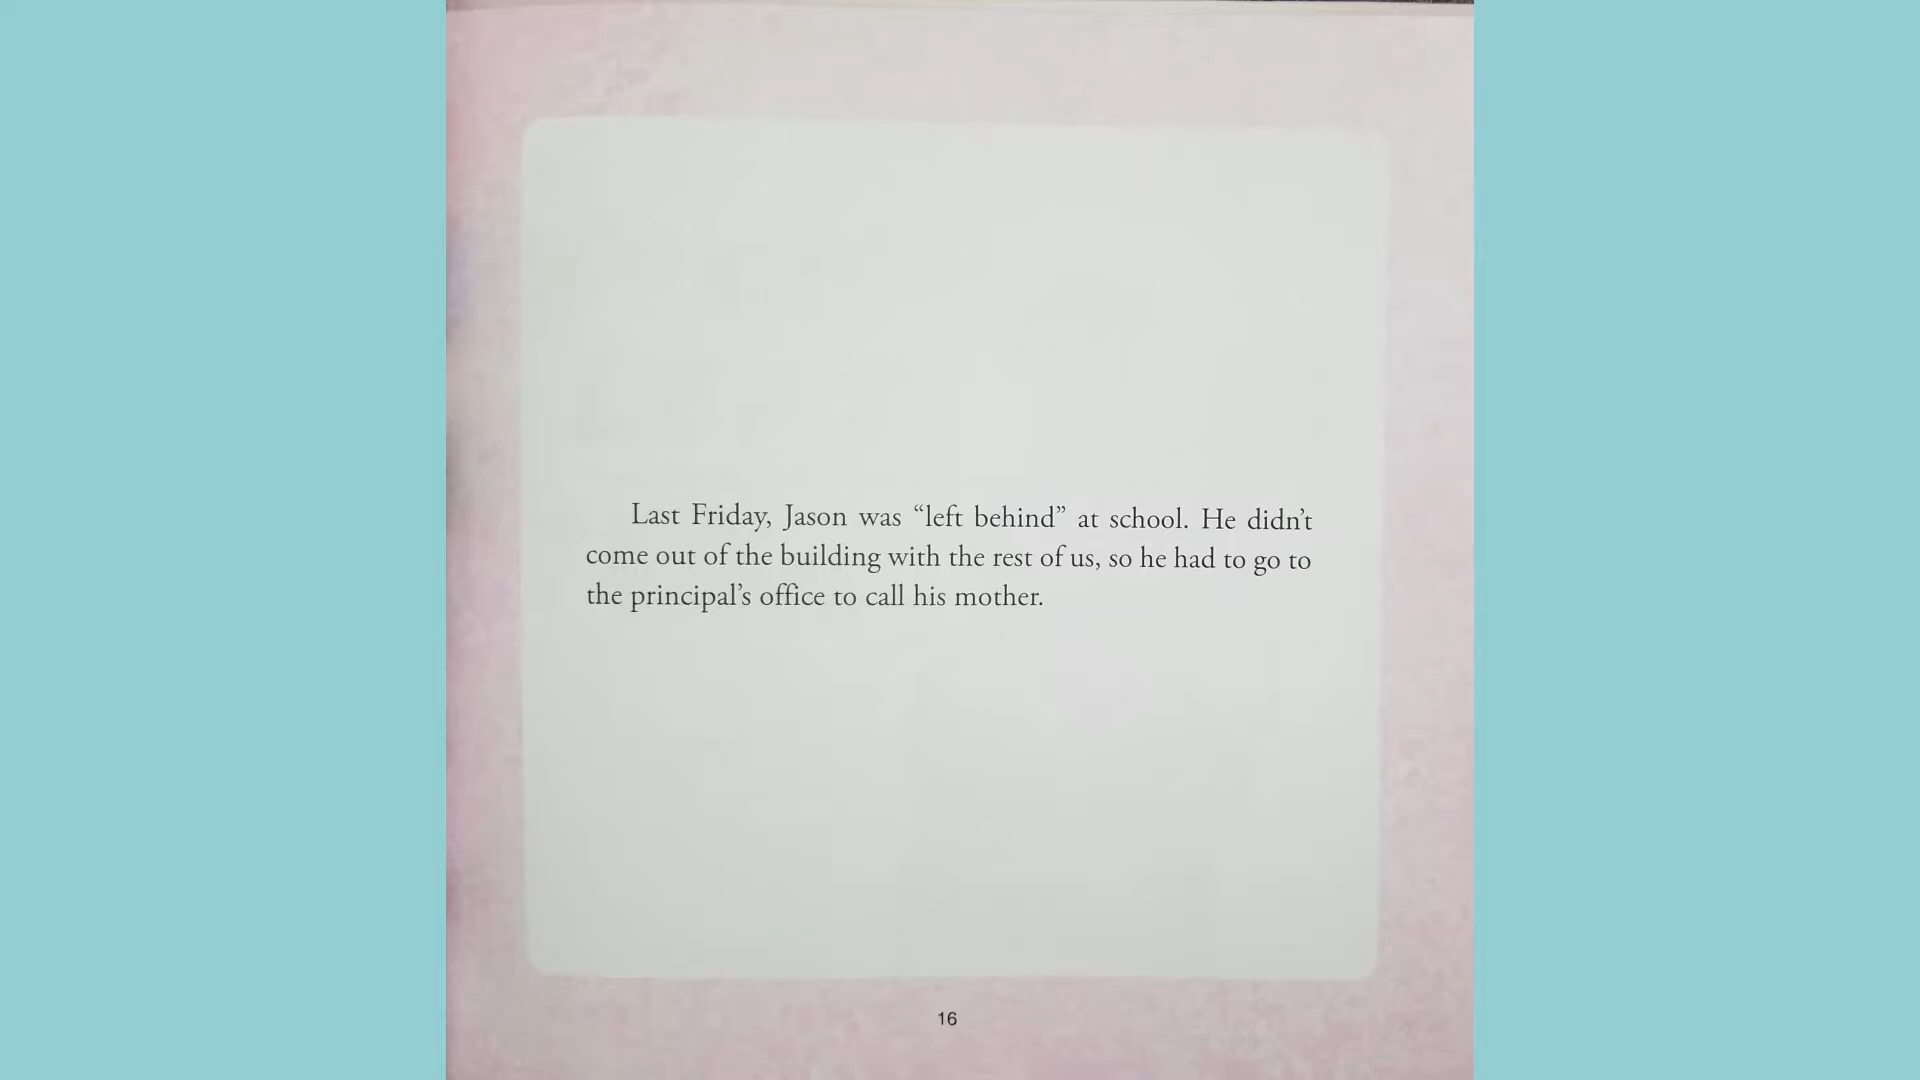 Last Friday, Jason was “left behind” at school. He didn’t
come out of the building with the rest of us, so he had to go to
the principal’s office to call his mother.
16